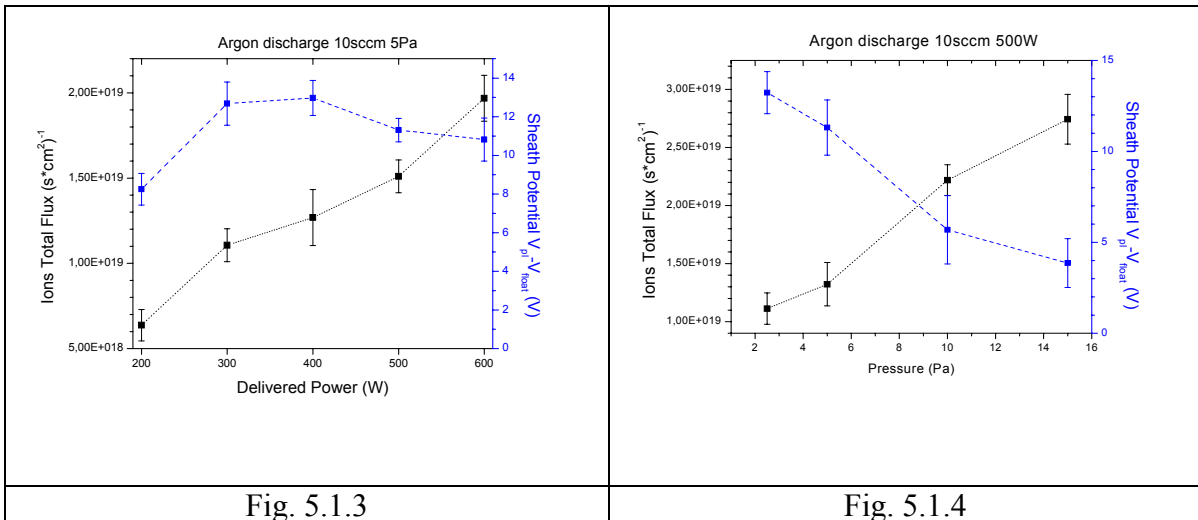 Argon discharge 10sccm 5Pa
Ions Total Flux (s*cm²)⁻¹
2,00E+019
1,50E+019
1,00E+019
5,00E+018
14
12
10
8
6
4
2
0
Sheath Potential V_pl-V_float (V)
200 300 400 500 600
Delivered Power (W)
Fig. 5.1.3
Argon discharge 10sccm 500W
Ions Total Flux (s*cm²)⁻¹
3,00E+019
2,50E+019
2,00E+019
1,50E+019
1,00E+019
15
10
5
0
Sheath Potential V_pl-V_float (V)
2 4 6 8 10 12 14 16
Pressure (Pa)
Fig. 5.1.4